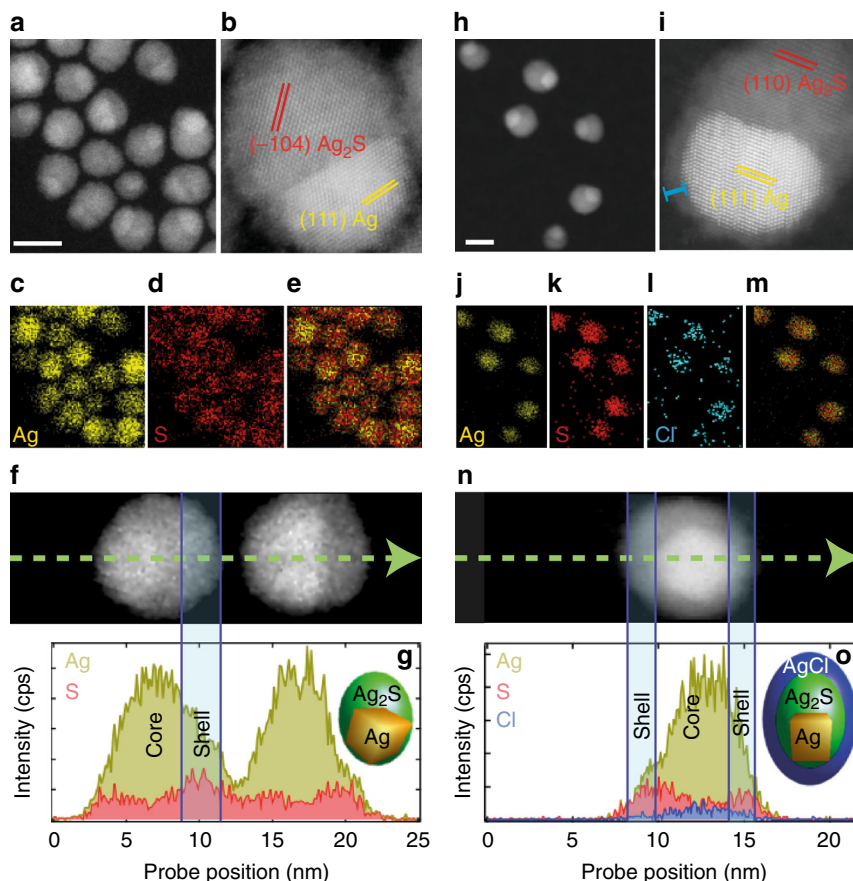 a b h i
(−104) Ag₂S
(111) Ag
(110) Ag₂S
(111) Ag
c d e j k l m
Ag S
Ag S Cl
f n
Ag g
S
Ag₂S
Ag
Core
Shell
Intensity (cps)
0 5 10 15 20 25
Probe position (nm)
Ag o
S
Cl
AgCl
Ag₂S
Ag
Shell
Core
Shell
Intensity (cps)
0 10 15 20
Probe position (nm)